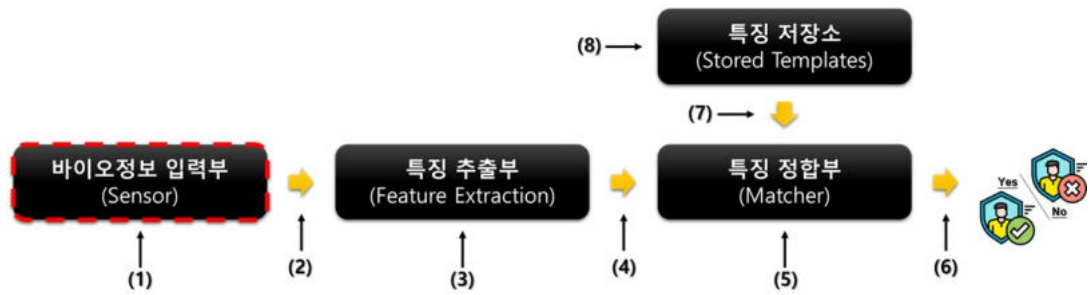 특징 저장소
(Stored Templates)
(8)
(7)
바이오정보 입력부
(Sensor)
특징 추출부
(Feature Extraction)
특징 정합부
(Matcher)
Yes
No
(1)
(2)
(3)
(4)
(5)
(6)